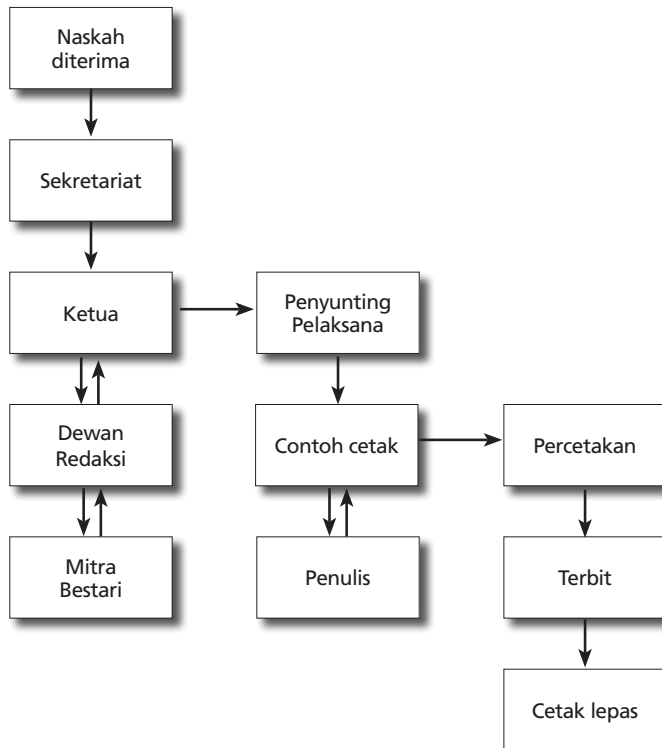 Naskah
diterima
Sekretariat
Ketua
Penyunting
Pelaksana
Dewan
Redaksi
Contoh cetak
Percetakan
Mitra
Bestari
Penulis
Terbit
Cetak lepas